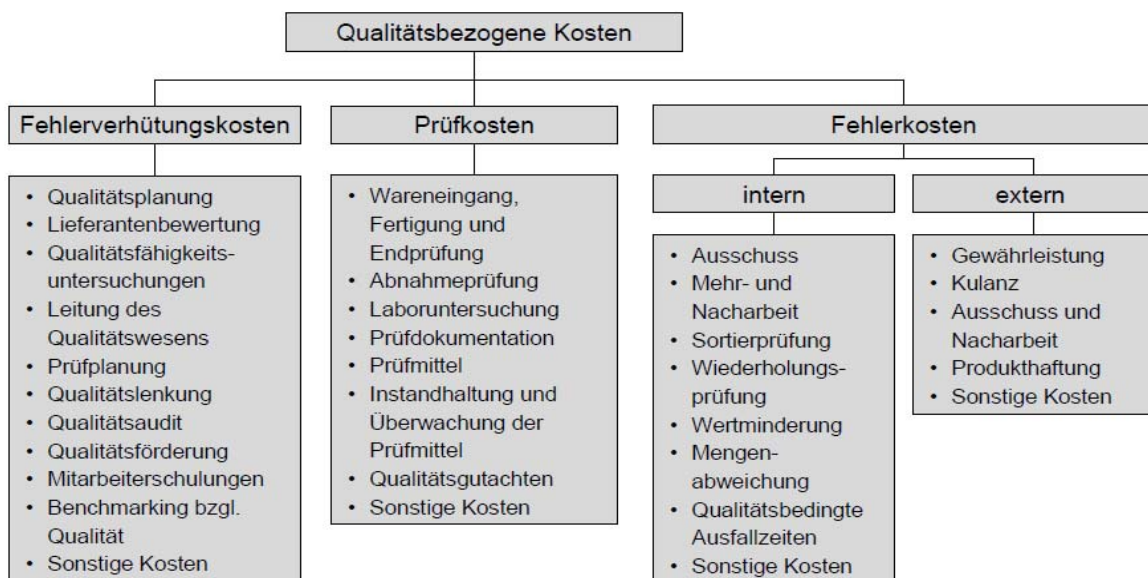 Qualitätsbezogene Kosten
Fehlerverhütungskosten
• Qualitätsplanung
• Lieferantenbewertung
• Qualitätsfähigkeits-
untersuchungen
• Leitung des
Qualitätswesens
• Prüfplanung
• Qualitätslenkung
• Qualitätsaudit
• Qualitätsförderung
• Mitarbeiterschulungen
• Benchmarking bzgl.
Qualität
• Sonstige Kosten
Prüfkosten
• Wareneingang,
Fertigung und
Endprüfung
• Abnahmeprüfung
• Laboruntersuchung
• Prüfdokumentation
• Prüfmittel
• Instandhaltung und
Überwachung der
Prüfmittel
• Qualitätsgutachten
• Sonstige Kosten
Fehlerkosten
intern
• Ausschuss
• Mehr- und
Nacharbeit
• Sortierprüfung
• Wiederholungs-
prüfung
• Wertminderung
• Mengen-
abweichung
• Qualitätsbedingte
Ausfallzeiten
• Sonstige Kosten
extern
• Gewährleistung
• Kulanz
• Ausschuss und
Nacharbeit
• Produkthaftung
• Sonstige Kosten